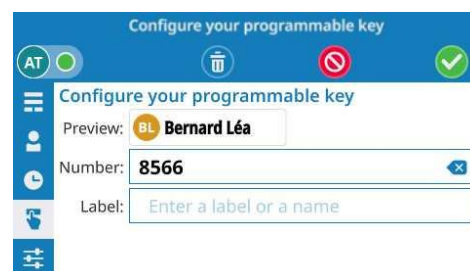 Configure your programmable key
AT
Configure your programmable key
Preview: BL Bernard Léa
Number: 8566
Label: Enter a label or a name